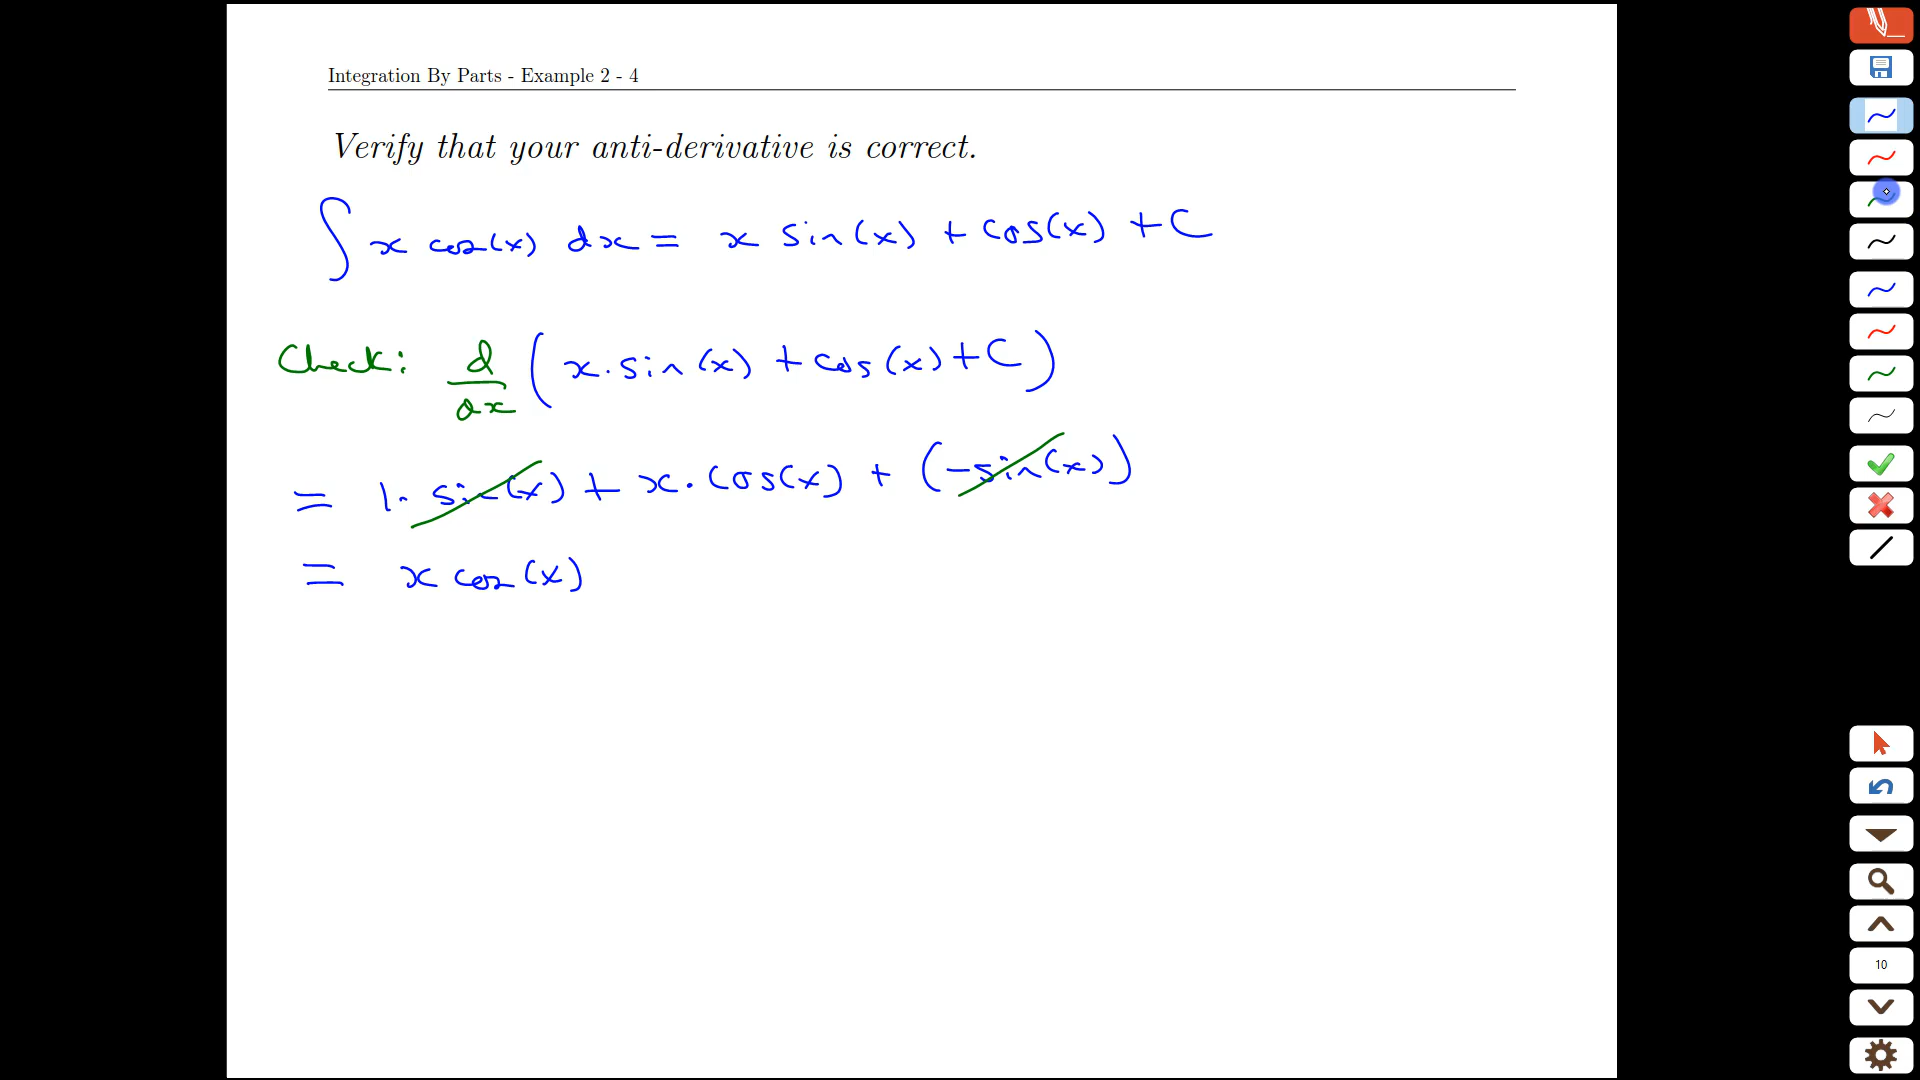 Integration By Parts - Example 2 - 4
Verify that your anti-derivative is correct.
∫ x cos(x) dx = x sin(x) + cos(x) + C
Check: d/dx (x·sin(x) + cos(x) + C)
= 1· sin(x) + x·cos(x) + (-sin(x))
= x cos(x)
10